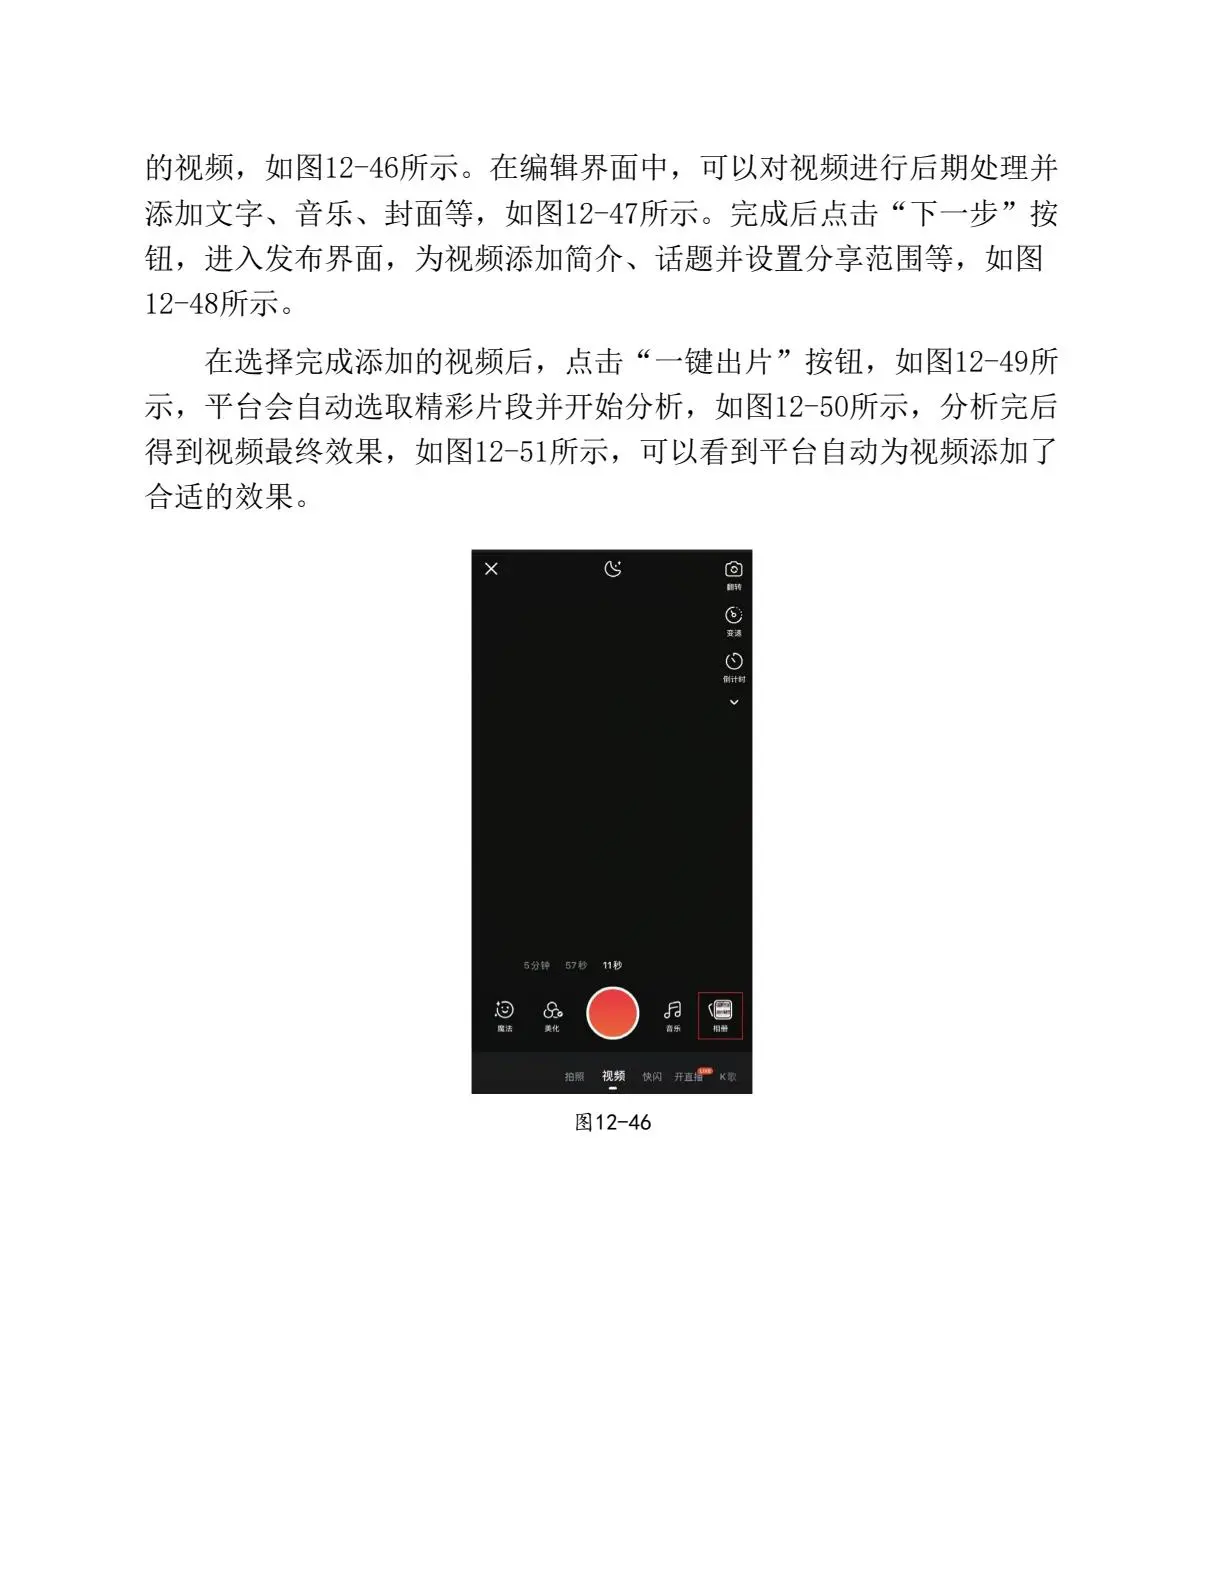 的视频，如图12-46所示。在编辑界面中，可以对视频进行后期处理并
添加文字、音乐、封面等，如图12-47所示。完成后点击“下一步”按
钮，进入发布界面，为视频添加简介、话题并设置分享范围等，如图
12-48所示。
在选择完成添加的视频后，点击“一键出片”按钮，如图12-49所
示，平台会自动选取精彩片段并开始分析，如图12-50所示，分析完后
得到视频最终效果，如图12-51所示，可以看到平台自动为视频添加了
合适的效果。
翻转
变速
倒计时
5分钟 57秒 11秒
魔法 美化 音乐 相册
拍照 视频 快闪 开直播 LIVE K歌
图12-46